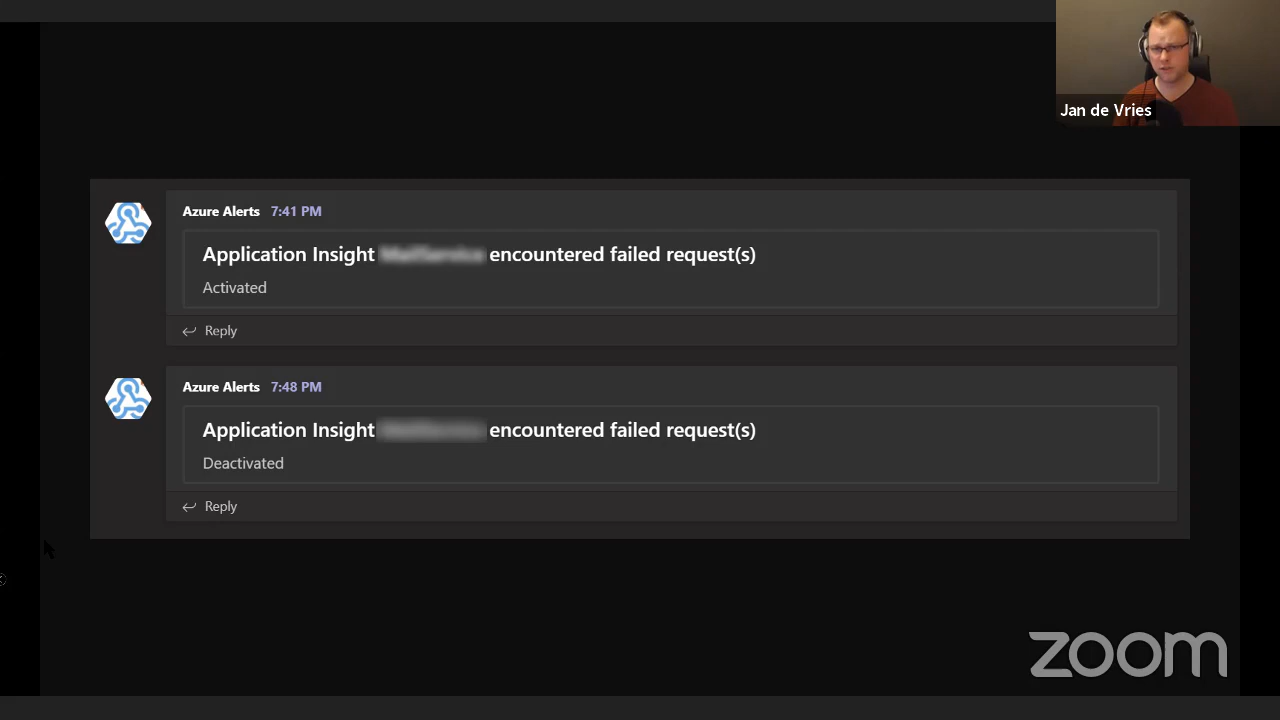 Jan de Vries
Azure Alerts 7:41 PM
Application Insight encountered failed request(s)
Activated
Reply
Azure Alerts 7:48 PM
Application Insight encountered failed request(s)
Deactivated
Reply
zoom